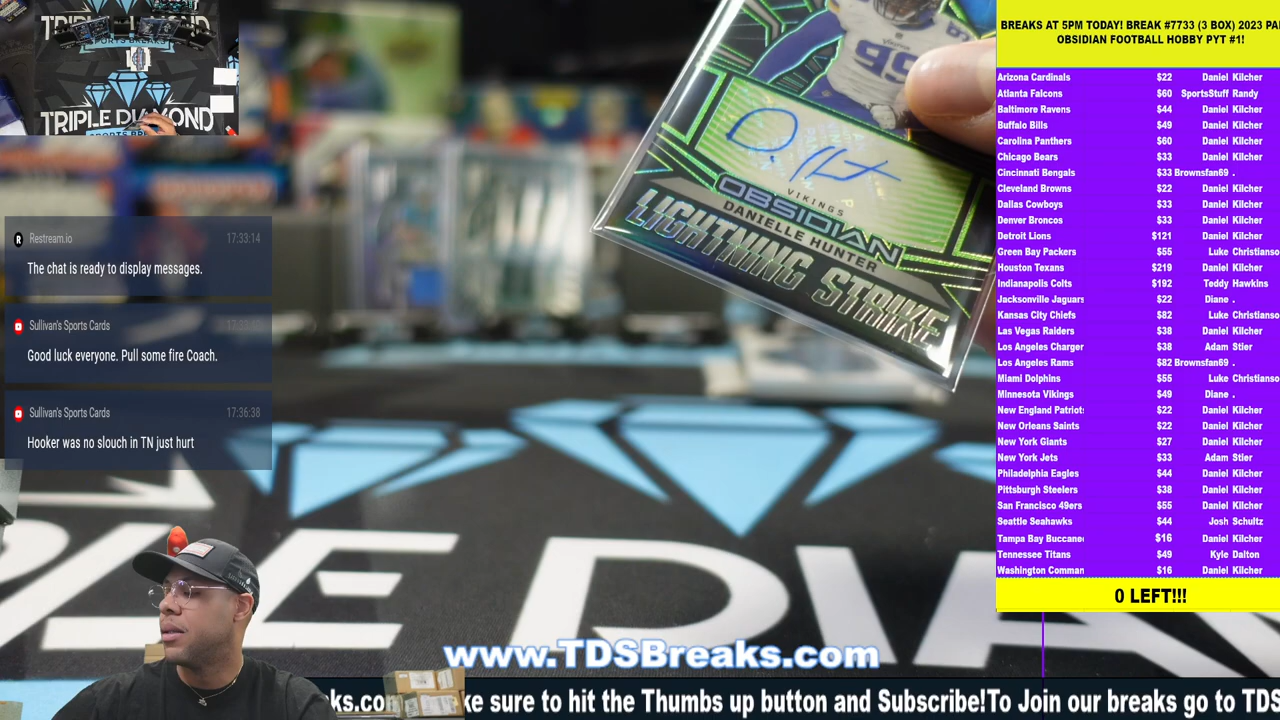 TRIPLE DIAMOND
SPORTS BREAKS
TRIPLE DIAMOND
R Restream.io 17:33:14
The chat is ready to display messages.
Sullivan's Sports Cards
Good luck everyone. Pull some fire Coach.
Sullivan's Sports Cards 17:36:38
Hooker was no slouch in TN just hurt
99
VIKINGS
OBSIDIAN
DANIELLE HUNTER
LIGHTNING STRIKE
BREAKS AT 5PM TODAY! BREAK #7733 (3 BOX) 2023 PA
OBSIDIAN FOOTBALL HOBBY PYT #1!
Arizona Cardinals $22 Daniel Kilcher
Atlanta Falcons $60 SportsStuff Randy
Baltimore Ravens $44 Daniel Kilcher
Buffalo Bills $49 Daniel Kilcher
Carolina Panthers $60 Daniel Kilcher
Chicago Bears $33 Daniel Kilcher
Cincinnati Bengals $33 Brownsfan69 .
Cleveland Browns $22 Daniel Kilcher
Dallas Cowboys $33 Daniel Kilcher
Denver Broncos $33 Daniel Kilcher
Detroit Lions $121 Daniel Kilcher
Green Bay Packers $55 Luke Christianso
Houston Texans $219 Daniel Kilcher
Indianapolis Colts $192 Teddy Hawkins
Jacksonville Jaguars $22 Diane .
Kansas City Chiefs $82 Luke Christianso
Las Vegas Raiders $38 Daniel Kilcher
Los Angeles Charger $38 Adam Stier
Los Angeles Rams $82 Brownsfan69 .
Miami Dolphins $55 Luke Christianso
Minnesota Vikings $49 Diane .
New England Patriots $22 Daniel Kilcher
New Orleans Saints $22 Daniel Kilcher
New York Giants $27 Daniel Kilcher
New York Jets $33 Adam Stier
Philadelphia Eagles $44 Daniel Kilcher
Pittsburgh Steelers $38 Daniel Kilcher
San Francisco 49ers $55 Daniel Kilcher
Seattle Seahawks $44 Josh Schultz
Tampa Bay Buccane $16 Daniel Kilcher
Tennessee Titans $49 Kyle Dalton
Washington Comman $16 Daniel Kilcher
0 LEFT!!!
PLE DIA
www.TDSBreaks.com
ks.com ke sure to hit the Thumbs up button and Subscribe!To Join our breaks go to TDS